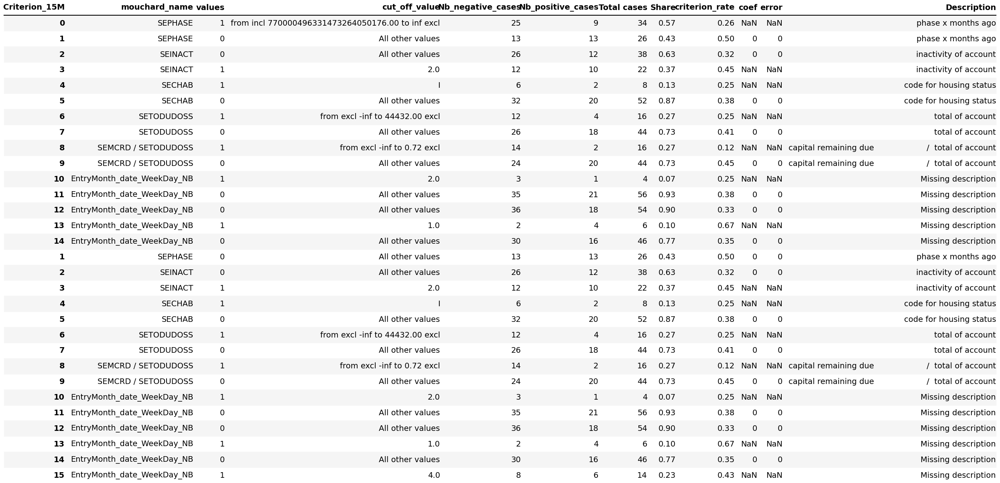 Criterion_15M mouchard_name values cut_off_value Nb_negative_cases Nb_positive_cases Total cases Share criterion_rate coef error Description
0 SEPHASE 1 from incl 770000496331473264050176.00 to inf excl 25 9 34 0.57 0.26 NaN NaN phase x months ago
1 SEPHASE 0 All other values 13 13 26 0.43 0.50 0 0 phase x months ago
2 SEINACT 0 All other values 26 12 38 0.63 0.32 0 0 inactivity of account
3 SEINACT 1 2.0 12 10 22 0.37 0.45 NaN NaN inactivity of account
4 SECHAB 1 I 6 2 8 0.13 0.25 NaN NaN code for housing status
5 SECHAB 0 All other values 32 20 52 0.87 0.38 0 0 code for housing status
6 SETODUDOSS 1 from excl -inf to 44432.00 excl 12 4 16 0.27 0.25 NaN NaN total of account
7 SETODUDOSS 0 All other values 26 18 44 0.73 0.41 0 0 total of account
8 SEMCRD / SETODUDOSS 1 from excl -inf to 0.72 excl 14 2 16 0.27 0.12 NaN NaN capital remaining due / total of account
9 SEMCRD / SETODUDOSS 0 All other values 24 20 44 0.73 0.45 0 0 capital remaining due / total of account
10 EntryMonth_date_WeekDay_NB 1 2.0 3 1 4 0.07 0.25 NaN NaN Missing description
11 EntryMonth_date_WeekDay_NB 0 All other values 35 21 56 0.93 0.38 0 0 Missing description
12 EntryMonth_date_WeekDay_NB 0 All other values 36 18 54 0.90 0.33 0 0 Missing description
13 EntryMonth_date_WeekDay_NB 1 1.0 2 4 6 0.10 0.67 NaN NaN Missing description
14 EntryMonth_date_WeekDay_NB 0 All other values 30 16 46 0.77 0.35 0 0 Missing description
1 SEPHASE 0 All other values 13 13 26 0.43 0.50 0 0 phase x months ago
2 SEINACT 0 All other values 26 12 38 0.63 0.32 0 0 inactivity of account
3 SEINACT 1 2.0 12 10 22 0.37 0.45 NaN NaN inactivity of account
4 SECHAB 1 I 6 2 8 0.13 0.25 NaN NaN code for housing status
5 SECHAB 0 All other values 32 20 52 0.87 0.38 0 0 code for housing status
6 SETODUDOSS 1 from excl -inf to 44432.00 excl 12 4 16 0.27 0.25 NaN NaN total of account
7 SETODUDOSS 0 All other values 26 18 44 0.73 0.41 0 0 total of account
8 SEMCRD / SETODUDOSS 1 from excl -inf to 0.72 excl 14 2 16 0.27 0.12 NaN NaN capital remaining due / total of account
9 SEMCRD / SETODUDOSS 0 All other values 24 20 44 0.73 0.45 0 0 capital remaining due / total of account
10 EntryMonth_date_WeekDay_NB 1 2.0 3 1 4 0.07 0.25 NaN NaN Missing description
11 EntryMonth_date_WeekDay_NB 0 All other values 35 21 56 0.93 0.38 0 0 Missing description
12 EntryMonth_date_WeekDay_NB 0 All other values 36 18 54 0.90 0.33 0 0 Missing description
13 EntryMonth_date_WeekDay_NB 1 1.0 2 4 6 0.10 0.67 NaN NaN Missing description
14 EntryMonth_date_WeekDay_NB 0 All other values 30 16 46 0.77 0.35 0 0 Missing description
15 EntryMonth_date_WeekDay_NB 1 4.0 8 6 14 0.23 0.43 NaN NaN Missing description